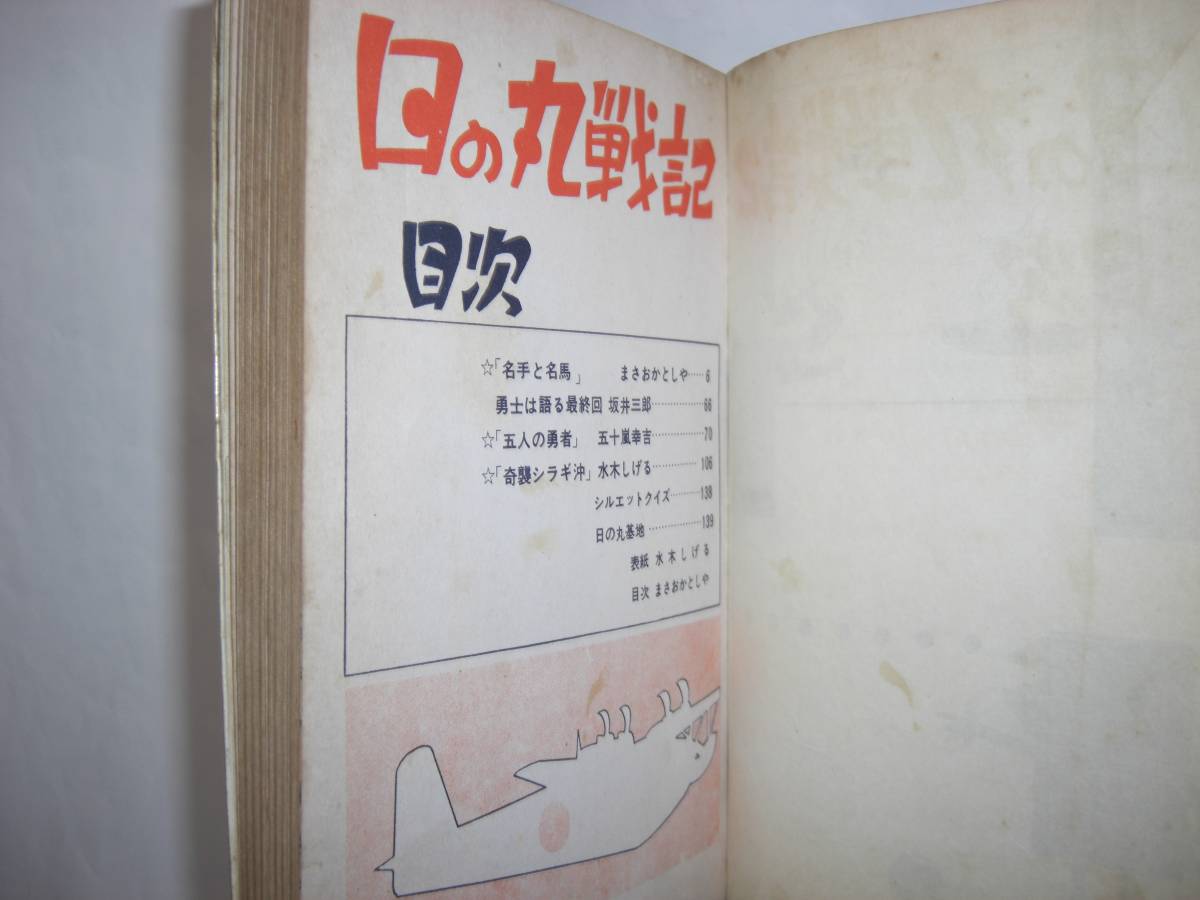 日の丸戦記
目次
☆「名手と名馬」 まさおかとしや……6
勇士は語る最終回 坂井三郎……………66
☆「五人の勇者」 五十嵐幸吉……………70
☆「奇襲シラギ沖」水木しげる………… 106
シルエットクイズ………138
日の丸基地 ……………139
表紙 水木しげる
目次 まさおかとしや